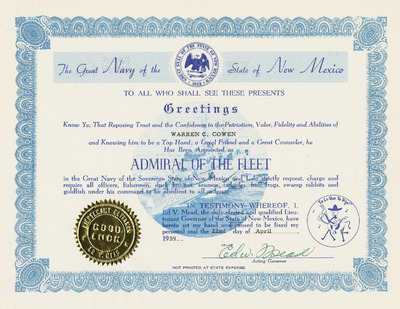 The Great Navy of the State of New Mexico
TO ALL WHO SHALL SEE THESE PRESENTS
Greetings
Know Ye, That Reposing Trust and the Confidence in the Patriotism, Valor, Fidelity and Abilities of
WARREN C. COWEN
and Knowing him to be a Top Hand; a Loyal Friend and a Great Counselor, he
Has Been Appointed as
ADMIRAL OF THE FLEET
in the Great Navy of the Sovereign State of New Mexico and I do strictly request, charge and
require all officers, fishermen, seamen, tadpoles, bull frogs, swamp rabbits and
goldfish under his command to be obedient to all orders.
IN TESTIMONY WHEREOF, I,
Ed V. Mead, the duly elected and qualified Lieu-
tenant Governor of the State of New Mexico, have
hereto set my hand and caused to be fixed my
personal seal the 22nd day of April
GOOD
LUCK
Ed V. Mead
Acting Governor
NOT PRINTED AT STATE EXPENSE